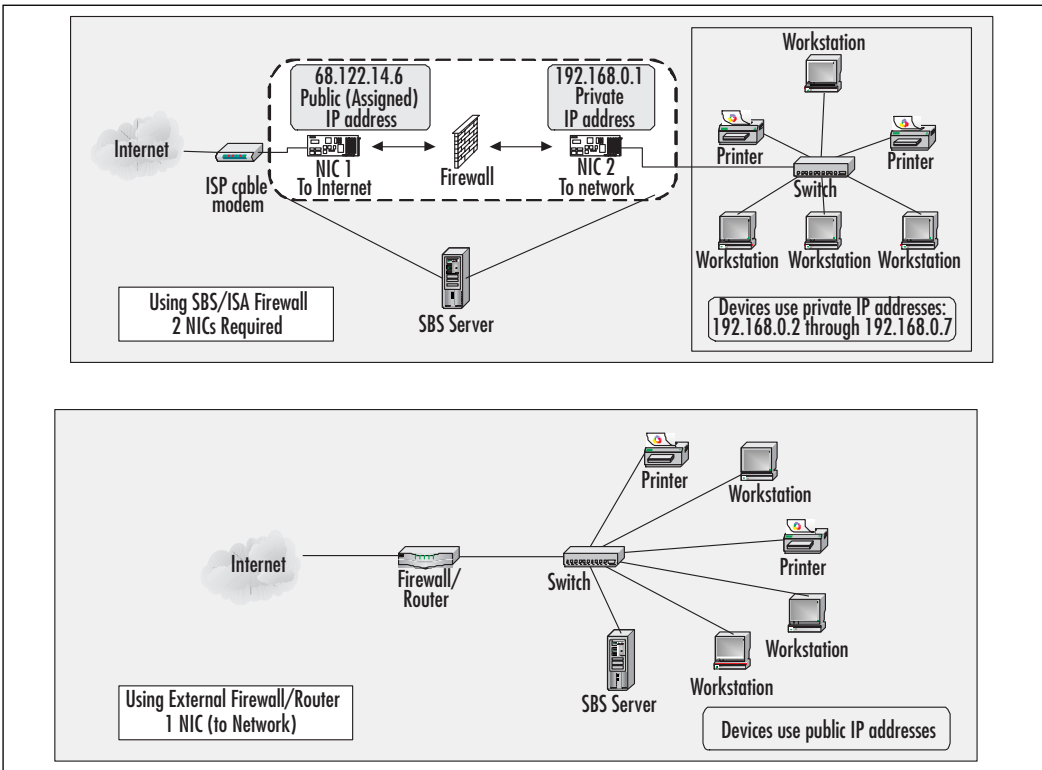 68.122.14.6
Public (Assigned)
IP address
192.168.0.1
Private
IP address
Workstation
Internet
ISP cable
modem
NIC 1
To Internet
Firewall
NIC 2
To network
Printer
Printer
Switch
Workstation
Workstation
Workstation
SBS Server
Using SBS/ISA Firewall
2 NICs Required
Devices use private IP addresses:
192.168.0.2 through 192.168.0.7
Printer
Workstation
Internet
Firewall/
Router
Switch
Printer
Workstation
Workstation
SBS Server
Using External Firewall/Router
1 NIC (to Network)
Devices use public IP addresses